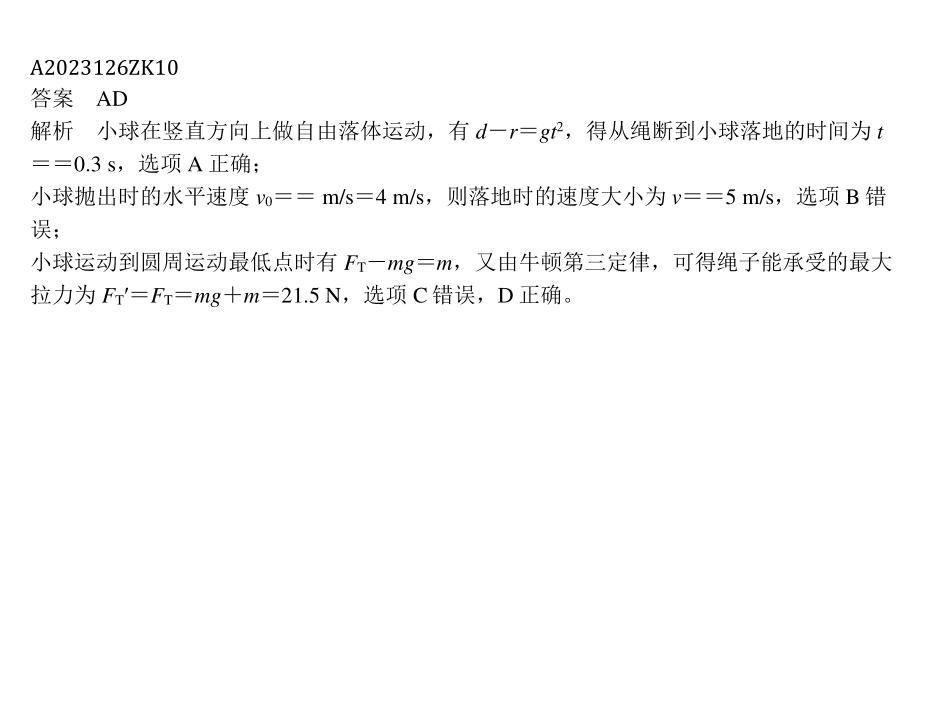 A2023126ZK10
答案　AD
解析　小球在竖直方向上做自由落体运动，有 d－r＝gt²，得从绳断到小球落地的时间为 t
＝＝0.3 s，选项 A 正确；
小球抛出时的水平速度 v₀＝＝ m/s＝4 m/s，则落地时的速度大小为 v＝＝5 m/s，选项 B 错
误；
小球运动到圆周运动最低点时有 F_T－mg＝m，又由牛顿第三定律，可得绳子能承受的最大
拉力为 F_T′＝F_T＝mg＋m＝21.5 N，选项 C 错误，D 正确。